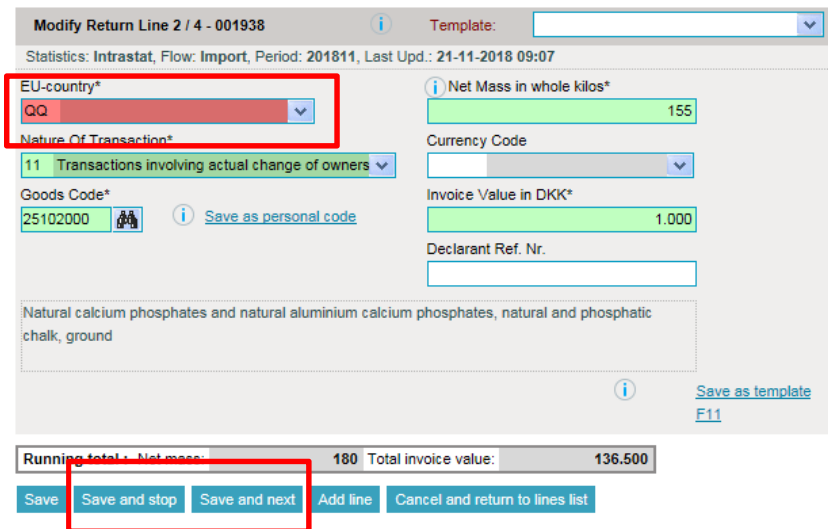 Modify Return Line 2 / 4 - 001938
i
Template:
Statistics: Intrastat, Flow: Import, Period: 201811, Last Upd.: 21-11-2018 09:07
EU-country*
QQ
i Net Mass in whole kilos*
155
Nature Of Transaction*
11 Transactions involving actual change of owners
Currency Code
Goods Code*
25102000
i Save as personal code
Invoice Value in DKK*
1.000
Declarant Ref. Nr.
Natural calcium phosphates and natural aluminium calcium phosphates, natural and phosphatic
chalk, ground
i
Save as template
F11
Running total : Net mass: 180 Total invoice value: 136.500
Save Save and stop Save and next Add line Cancel and return to lines list